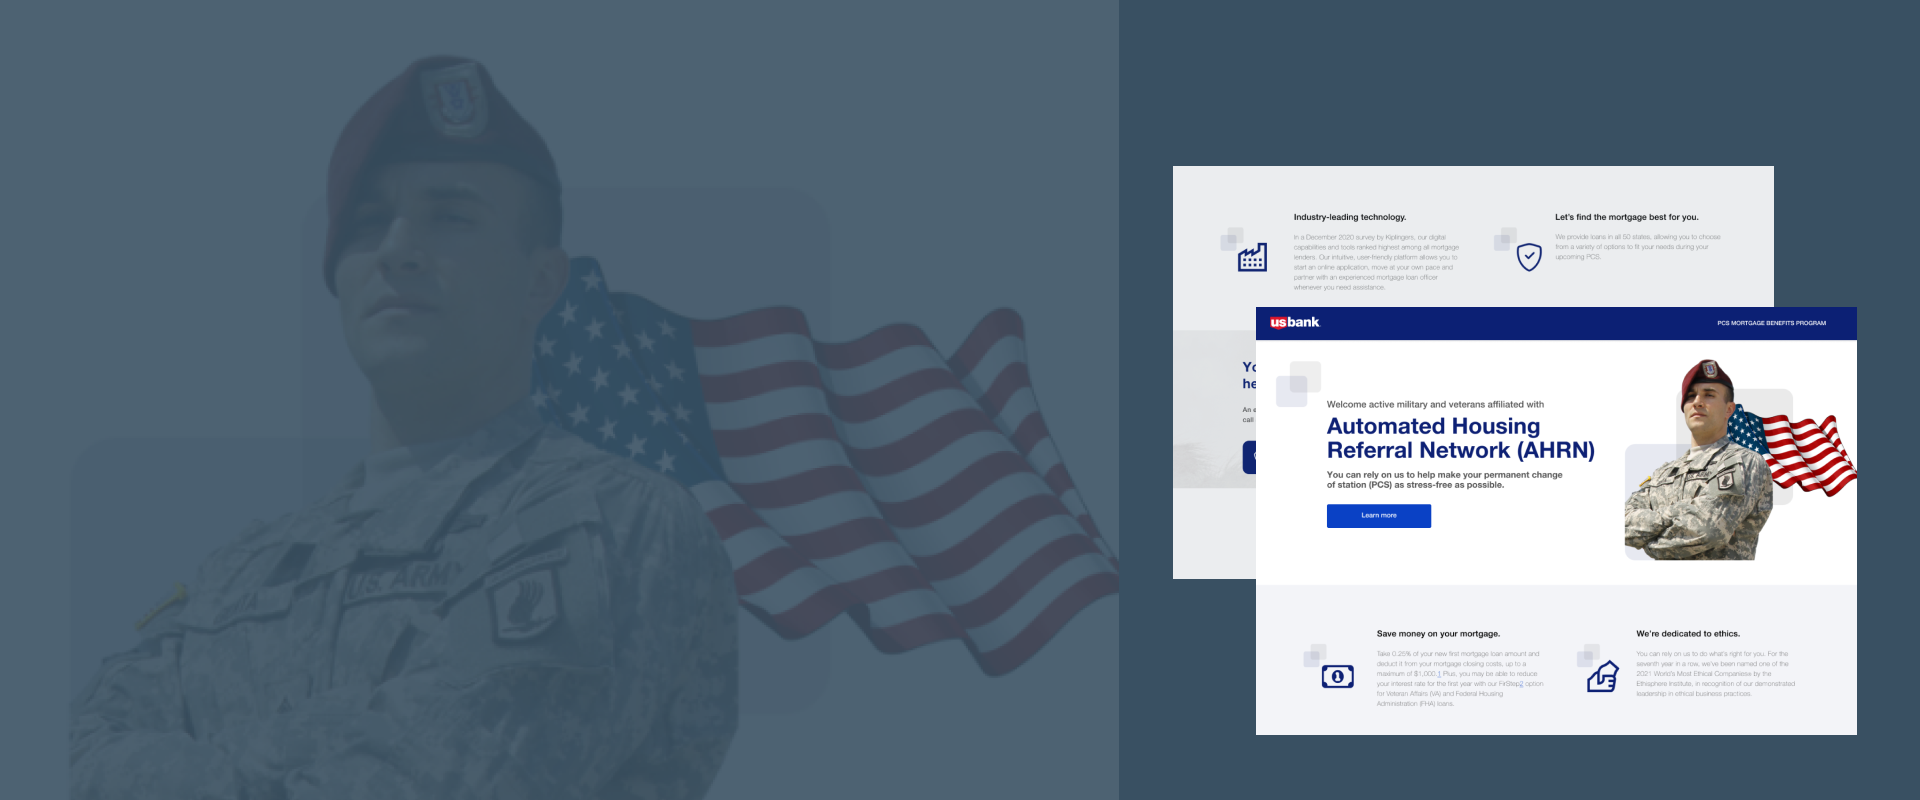 U.S. ARMY
Industry-leading technology.
In a December 2020 survey by Kiplingers, our digital
capabilities and tools ranked highest among all mortgage
lenders. Our intuitive, user-friendly platform allows you to
start an online application, move at your own pace and
partner with an experienced mortgage loan officer
whenever you need assistance.
Let's find the mortgage best for you.
We provide loans in all 50 states, allowing you to choose
from a variety of options to fit your needs during your
upcoming PCS.
Yo
he
An e
call
usbank
PCS MORTGAGE BENEFITS PROGRAM
Welcome active military and veterans affiliated with
Automated Housing
Referral Network (AHRN)
You can rely on us to help make your permanent change
of station (PCS) as stress-free as possible.
Learn more
U.S. ARMY
Save money on your mortgage.
Take 0.25% of your new first mortgage loan amount and
deduct it from your mortgage closing costs, up to a
maximum of $1,000.1 Plus, you may be able to reduce
your interest rate for the first year with our FirStep2 option
for Veteran Affairs (VA) and Federal Housing
Administration (FHA) loans.
We're dedicated to ethics.
You can rely on us to do what's right for you. For the
seventh year in a row, we've been named one of the
2021 World's Most Ethical Companies® by the
Ethisphere Institute, in recognition of our demonstrated
leadership in ethical business practices.